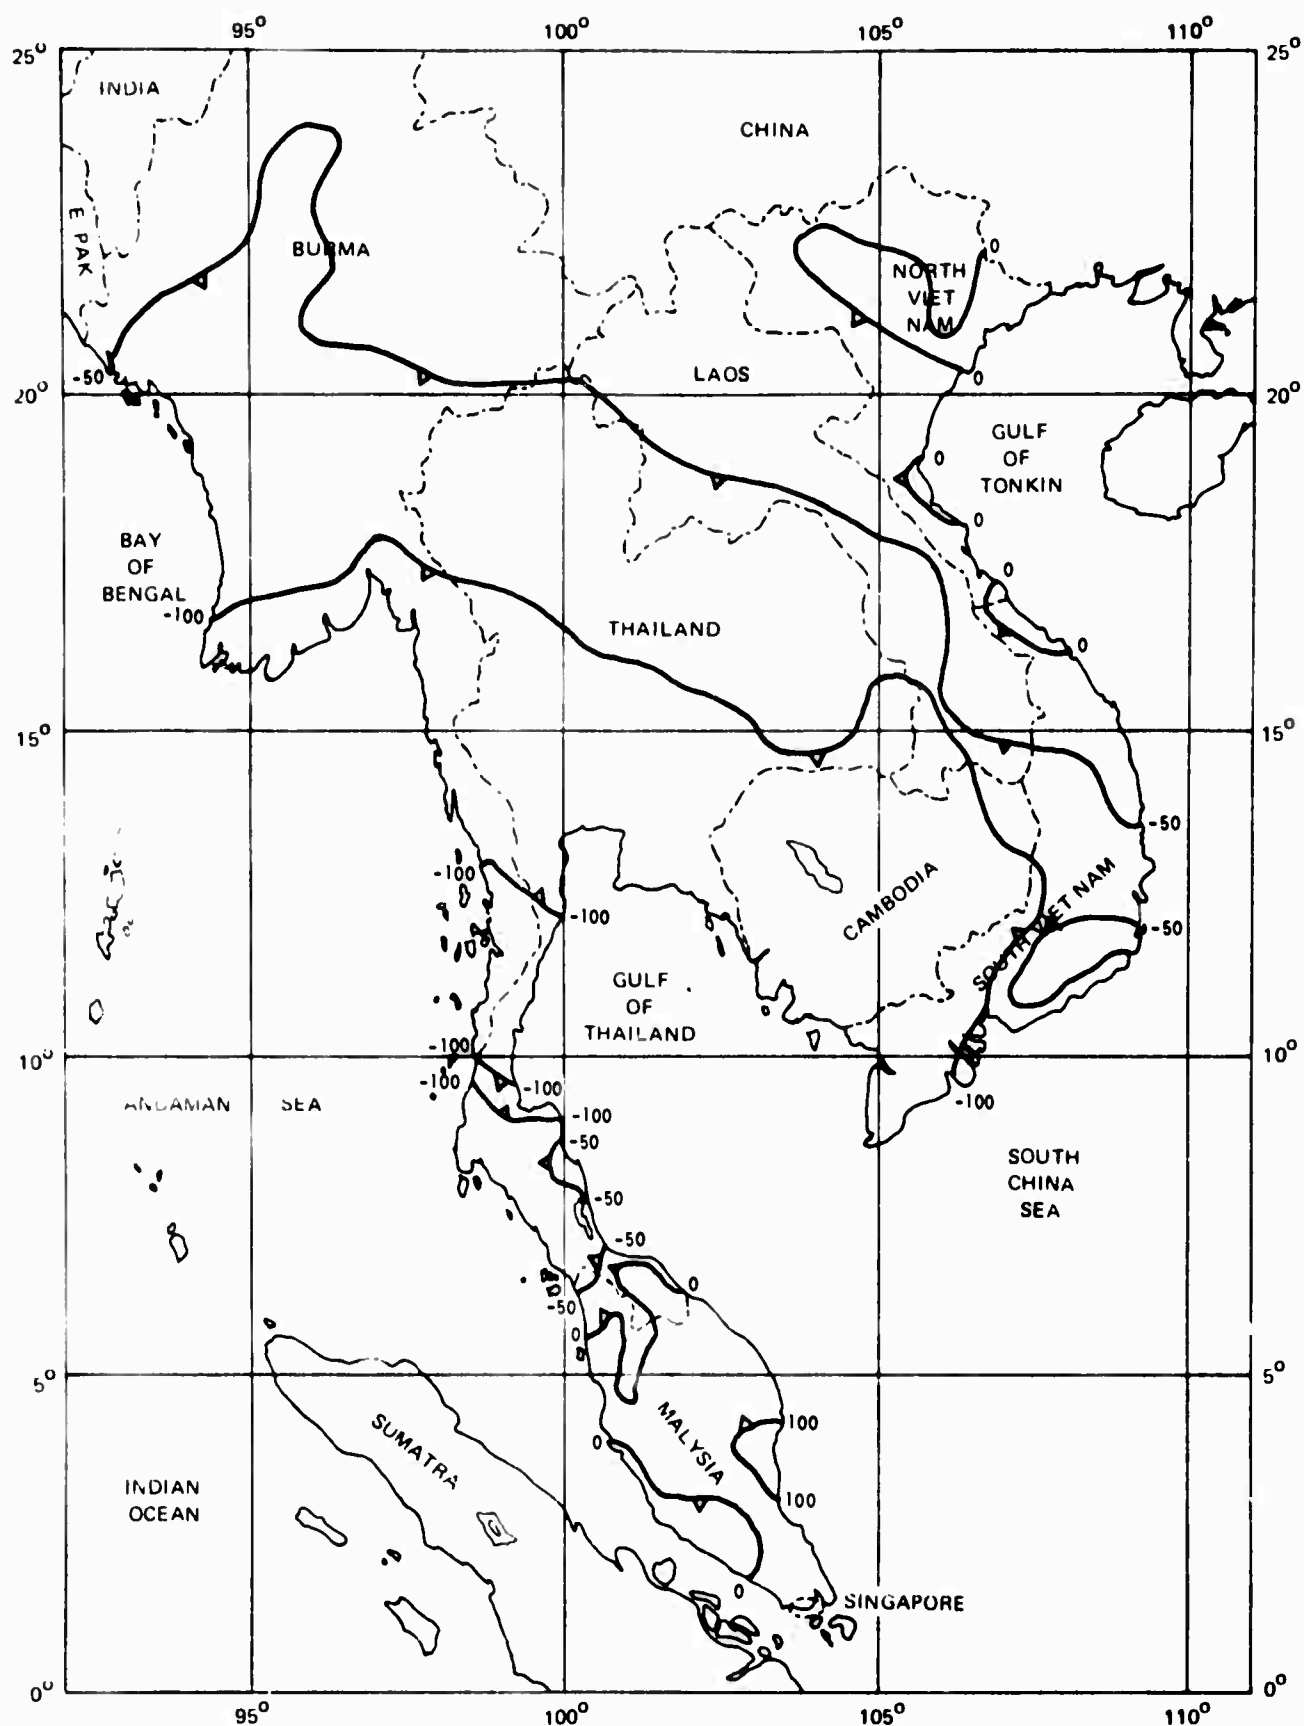 95° 100° 105° 110°
25° 25°
INDIA
CHINA
E PAK
BURMA
0
NORTH
VIET
NAM
LAOS
-50
0
20° 20°
GULF
OF
TONKIN
0
0
BAY
OF
BENGAL
-100
0
THAILAND
0
15° 15°
-50
-100
CAMBODIA
SOUTH VIET NAM
-100
-50
GULF
OF
THAILAND
-100
10° 10°
-100
-100
-100
ANDAMAN SEA
-100
-50
SOUTH
CHINA
SEA
-50
-50
0
-50
0
5° 5°
MALYSIA
100
SUMATRA
0
INDIAN
OCEAN
100
0
SINGAPORE
0° 0°
95° 100° 105° 110°